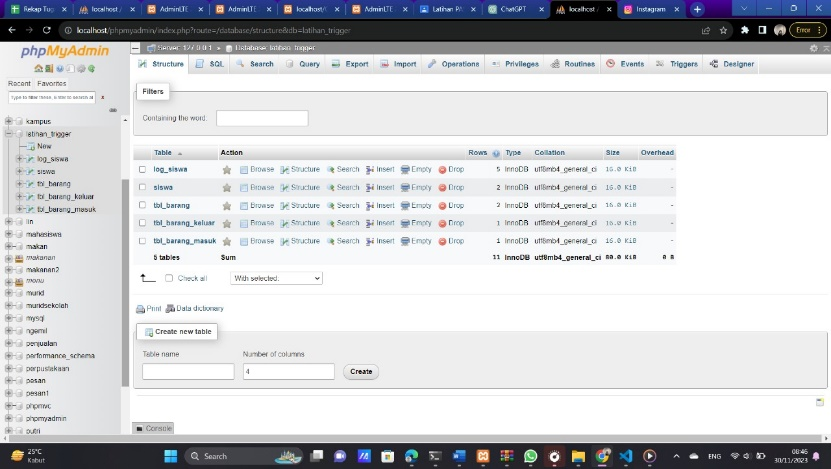 Rekap Tug
localhost /
AdminLTE
AdminLTE
localhost/
AdminLTE
Latihan PA
ChatGPT
localhost /
Instagram
localhost/phpmyadmin/index.php?route=/database/structure&db=latihan_trigger
Error
phpMyAdmin
Server: 127.0.0.1 » Database: latihan_trigger
Structure SQL Search Query Export Import Operations Privileges Routines Events Triggers Designer
Recent Favorites
Type to filter these, Enter to search all X
kampus
latihan_trigger
New
log_siswa
siswa
tbl_barang
tbl_barang_keluar
tbl_barang_masuk
lin
mahasiswa
makan
makanan
makanan2
menu
murid
muridsekolah
mysql
ngemil
penjualan
performance_schema
perpustakaan
pesan
pesan1
phpmvc
phpmyadmin
putri
Filters
Containing the word:
Table Action Rows Type Collation Size Overhead
log_siswa Browse Structure Search Insert Empty Drop 5 InnoDB utf8mb4_general_ci 16.0 KiB -
siswa Browse Structure Search Insert Empty Drop 2 InnoDB utf8mb4_general_ci 16.0 KiB -
tbl_barang Browse Structure Search Insert Empty Drop 2 InnoDB utf8mb4_general_ci 16.0 KiB -
tbl_barang_keluar Browse Structure Search Insert Empty Drop 1 InnoDB utf8mb4_general_ci 16.0 KiB -
tbl_barang_masuk Browse Structure Search Insert Empty Drop 1 InnoDB utf8mb4_general_ci 16.0 KiB -
5 tables Sum 11 InnoDB utf8mb4_general_ci 80.0 KiB 0 B
Check all With selected:
Print Data dictionary
Create new table
Table name Number of columns
4 Create
Console
25°C
Kabut
Search
ENG
08:46
30/11/2023